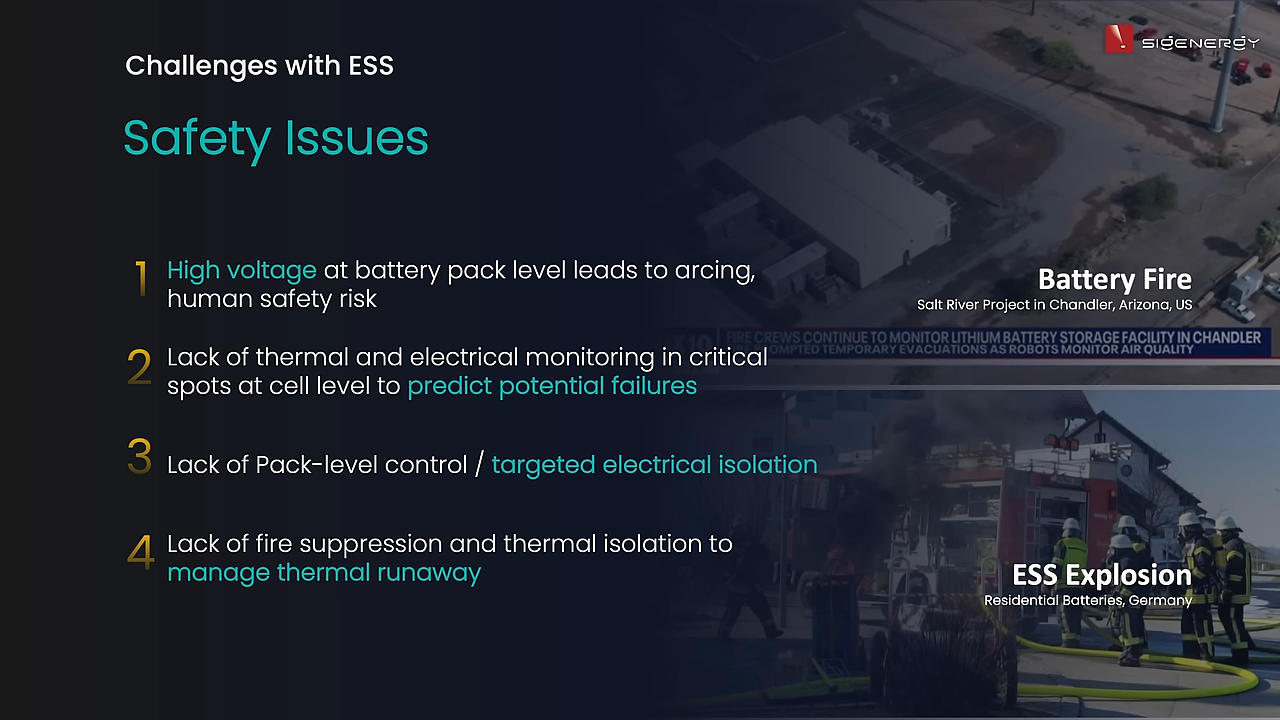 SIGENERGY
Challenges with ESS
Safety Issues
1 High voltage at battery pack level leads to arcing,
human safety risk
2 Lack of thermal and electrical monitoring in critical
spots at cell level to predict potential failures
3 Lack of Pack-level control / targeted electrical isolation
4 Lack of fire suppression and thermal isolation to
manage thermal runaway
Battery Fire
Salt River Project in Chandler, Arizona, US
FIRE CREWS CONTINUE TO MONITOR LITHIUM BATTERY STORAGE FACILITY IN CHANDLER
TEMPORARY EVACUATIONS AS ROBOTS MONITOR AIR QUALITY
ESS Explosion
Residential Batteries, Germany